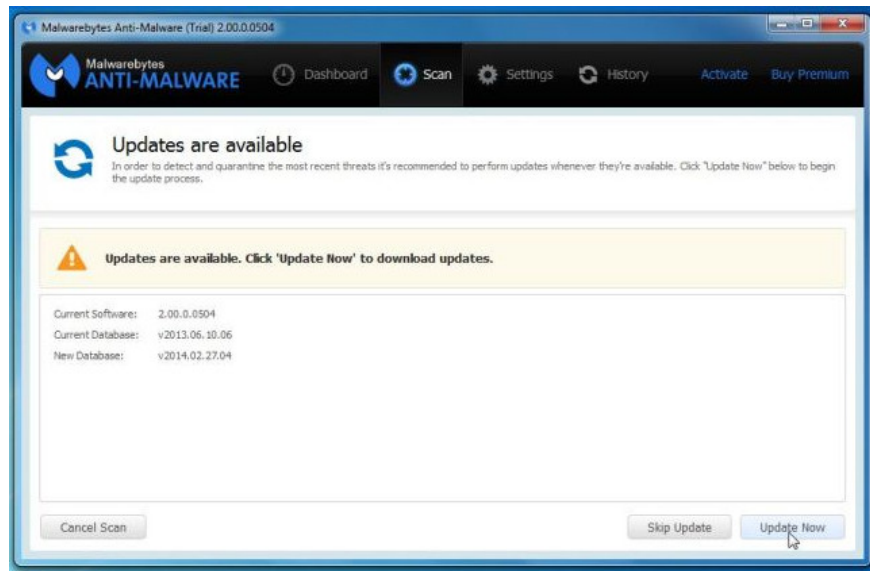 Malwarebytes Anti-Malware (Trial) 2.00.0.0504
Malwarebytes
ANTI-MALWARE
Dashboard
Scan
Settings
History
Activate
Buy Premium
Updates are available
In order to detect and quarantine the most recent threats it's recommended to perform updates whenever they're available. Click "Update Now" below to begin
the update process.
Updates are available. Click 'Update Now' to download updates.
Current Software: 2.00.0.0504
Current Database: v2013.06.10.06
New Database: v2014.02.27.04
Cancel Scan
Skip Update
Update Now